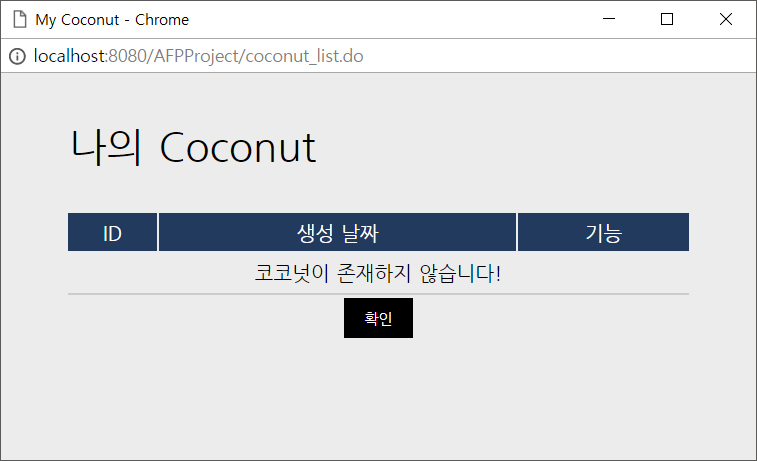 My Coconut - Chrome
localhost:8080/AFPProject/coconut_list.do
나의 Coconut
ID 생성 날짜 기능
코코넛이 존재하지 않습니다!
확인